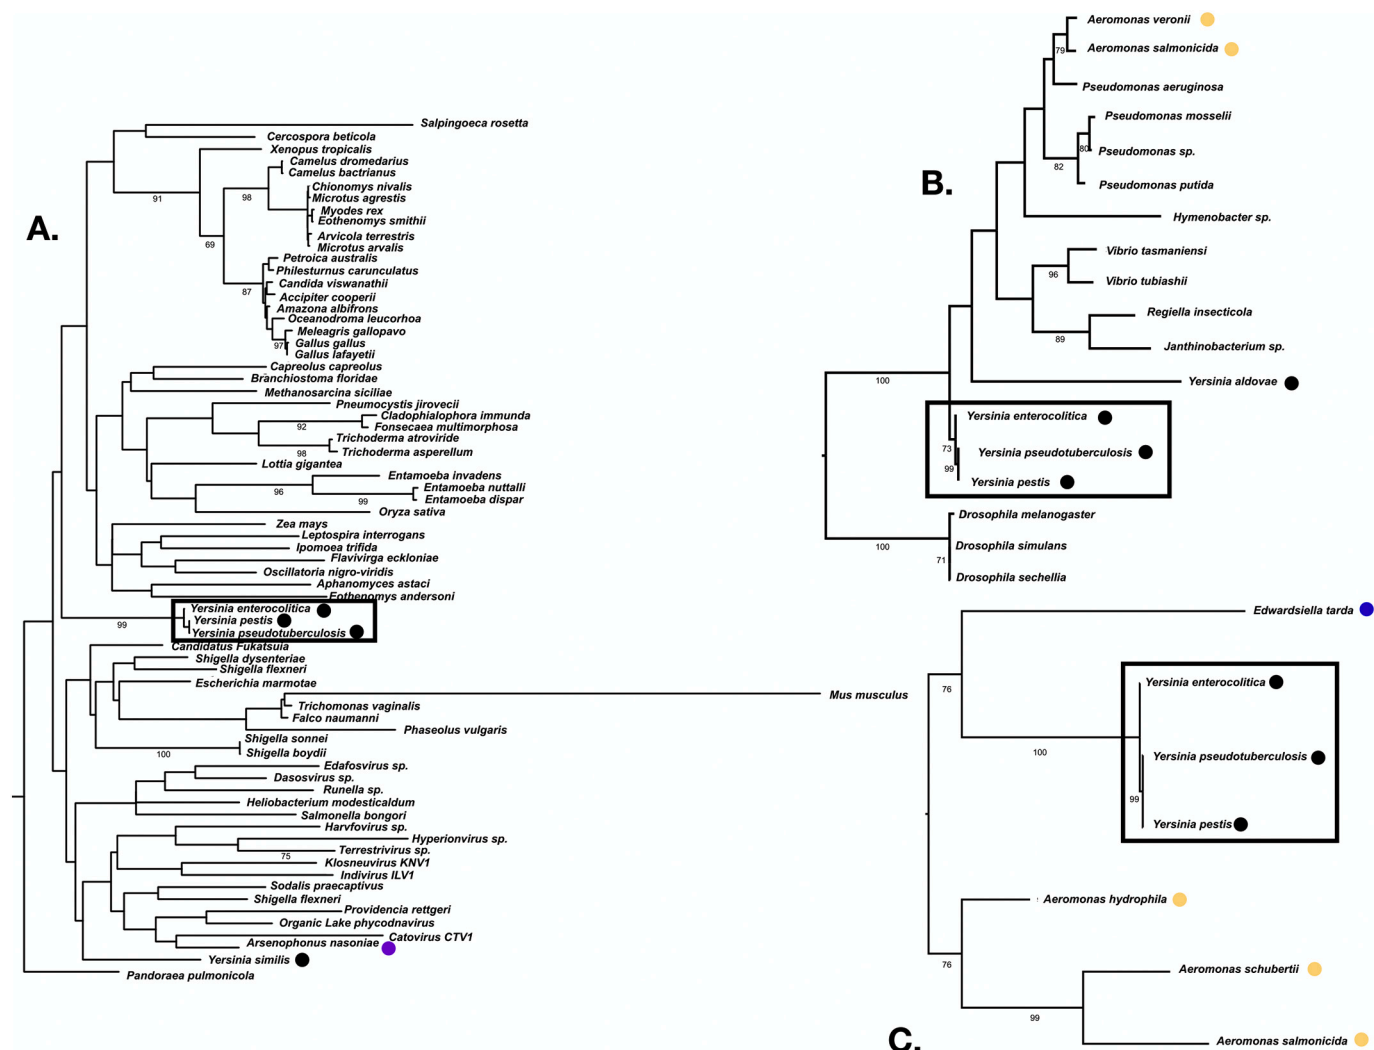 A.
Salpingoeca rosetta
Cercospora beticola
Xenopus tropicalis
Camelus dromedarius
Camelus bactrianus
91
98
Chionomys nivalis
Microtus agrestis
Myodes rex
Eothenomys smithii
69
Arvicola terrestris
Microtus arvalis
Petroica australis
Philesturnus carunculatus
87
Candida viswanathii
Accipiter cooperii
Amazona albifrons
Oceanodroma leucorhoa
Meleagris gallopavo
97
Gallus gallus
Gallus lafayetii
Capreolus capreolus
Branchiostoma floridae
Methanosarcina siciliae
Pneumocystis jirovecii
Cladophialophora immunda
92
Fonsecaea multimorphosa
Trichoderma atroviride
98
Trichoderma asperellum
Lottia gigantea
Entamoeba invadens
96
Entamoeba nuttalli
99
Entamoeba dispar
Oryza sativa
Zea mays
Leptospira interrogans
Ipomoea trifida
Flavivirga eckloniae
Oscillatoria nigro-viridis
Aphanomyces astaci
Eothenomys andersoni
Yersinia enterocolitica
99
Yersinia pestis
Yersinia pseudotuberculosis
Candidatus Fukatsuia
Shigella dysenteriae
Shigella flexneri
Escherichia marmotae
Mus musculus
Trichomonas vaginalis
Falco naumanni
Phaseolus vulgaris
Shigella sonnei
100
Shigella boydii
Edafosvirus sp.
Dasosvirus sp.
Runella sp.
Heliobacterium modesticaldum
Salmonella bongori
Harvfovirus sp.
Hyperionvirus sp.
Terrestrivirus sp.
75
Klosneuvirus KNV1
Indivirus ILV1
Sodalis praecaptivus
Shigella flexneri
Providencia rettgeri
Organic Lake phycodnavirus
Catovirus CTV1
Arsenophonus nasoniae
Yersinia similis
Pandoraea pulmonicola
B.
Aeromonas veronii
79
Aeromonas salmonicida
Pseudomonas aeruginosa
Pseudomonas mosselii
80
Pseudomonas sp.
82
Pseudomonas putida
Hymenobacter sp.
Vibrio tasmaniensi
96
Vibrio tubiashii
Regiella insecticola
89
Janthinobacterium sp.
100
Yersinia aldovae
Yersinia enterocolitica
73
Yersinia pseudotuberculosis
99
Yersinia pestis
Drosophila melanogaster
100
Drosophila simulans
71
Drosophila sechellia
C.
Edwardsiella tarda
76
Yersinia enterocolitica
100
Yersinia pseudotuberculosis
99
Yersinia pestis
Aeromonas hydrophila
76
Aeromonas schubertii
99
Aeromonas salmonicida